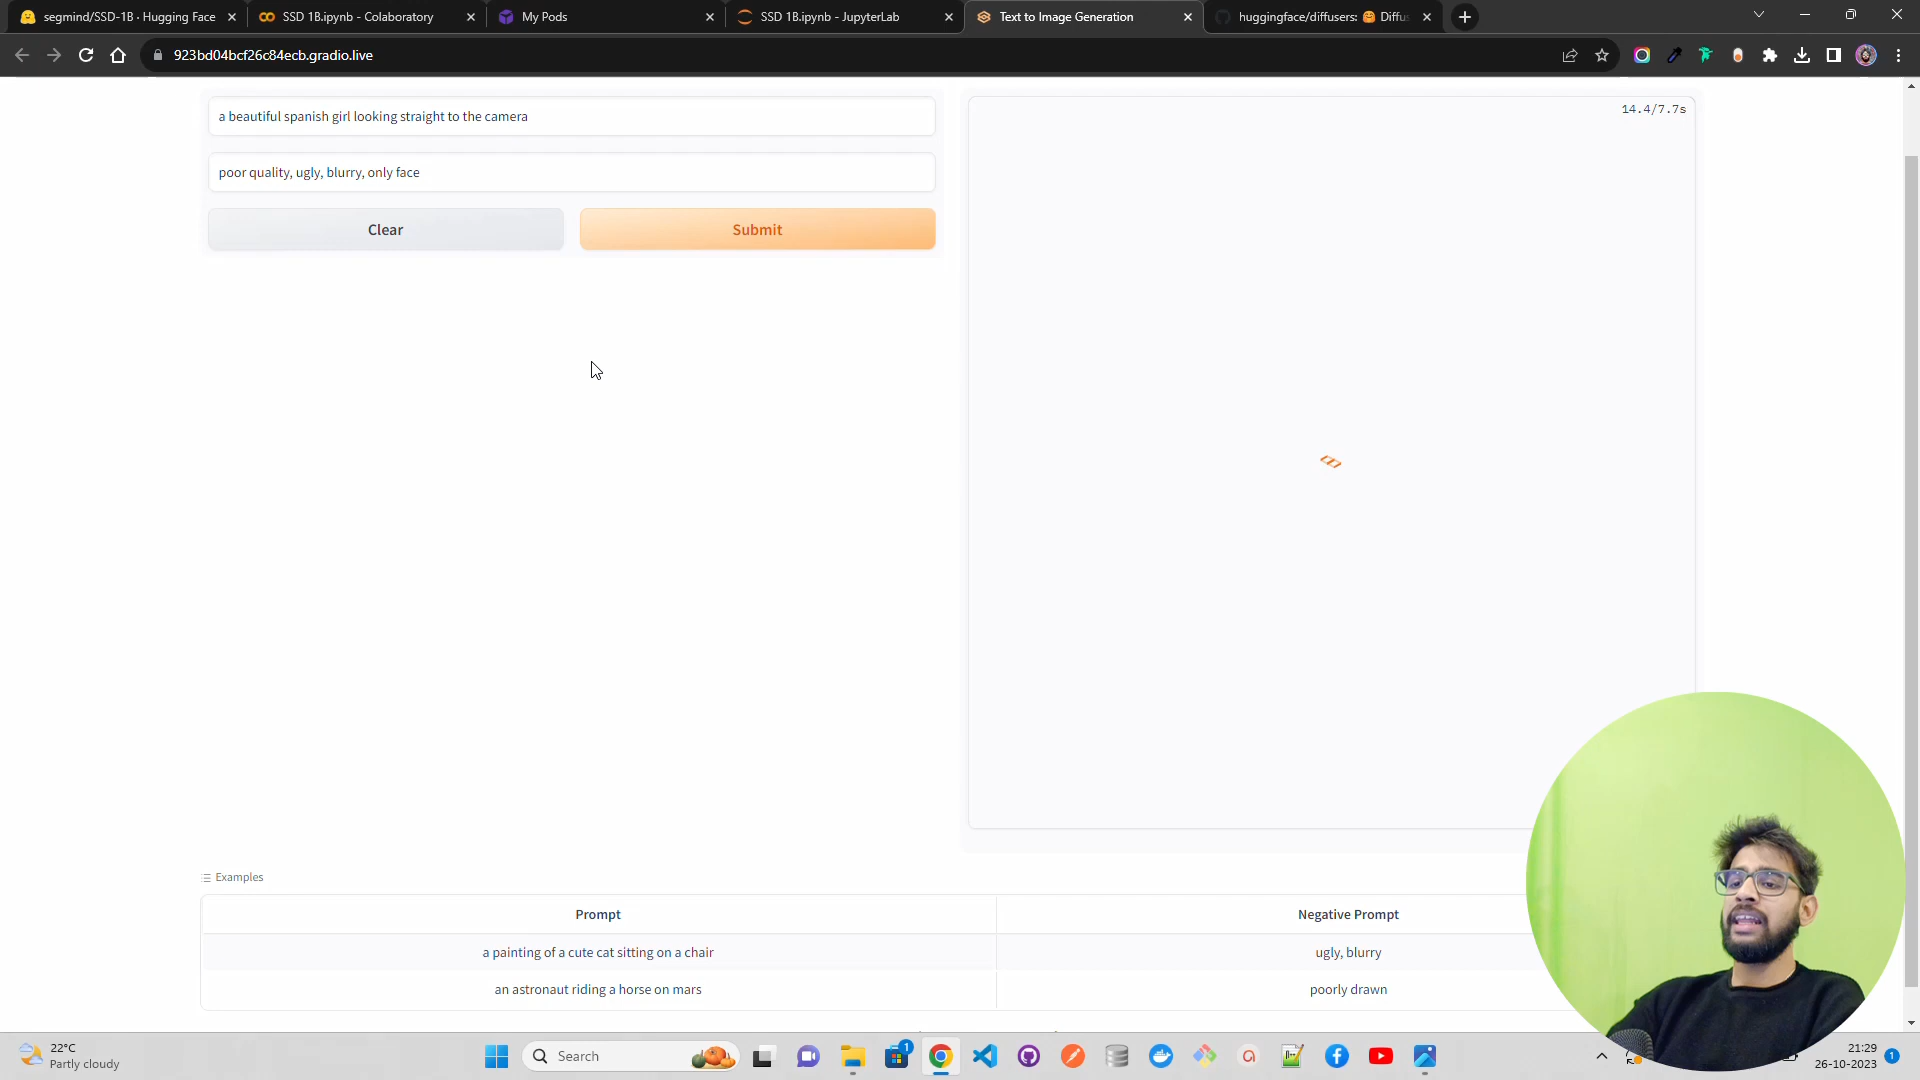 segmind/SSD-1B · Hugging Face
SSD 1B.ipynb - Colaboratory
My Pods
SSD 1B.ipynb - JupyterLab
Text to Image Generation
huggingface/diffusers: 🤗 Diffus
923bd04bcf26c84ecb.gradio.live
a beautiful spanish girl looking straight to the camera
14.4/7.7s
poor quality, ugly, blurry, only face
Clear
Submit
Examples
Prompt
Negative Prompt
a painting of a cute cat sitting on a chair
ugly, blurry
an astronaut riding a horse on mars
poorly drawn
22°C
Partly cloudy
Search
1
21:29
26-10-2023
1